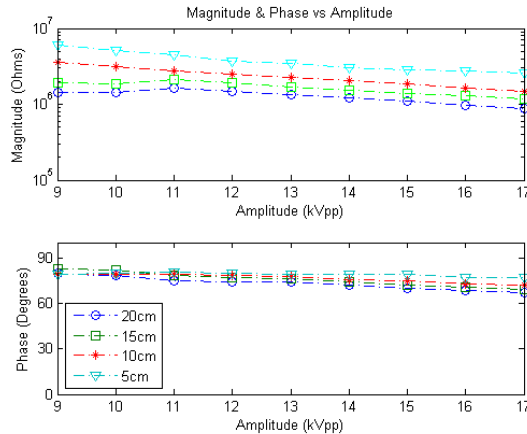 Magnitude & Phase vs Amplitude
Magnitude (Ohms)
10^7
10^6
10^5
9 10 11 12 13 14 15 16 17
Amplitude (kVpp)
Phase (Degrees)
90
60
30
0
20cm
15cm
10cm
5cm
9 10 11 12 13 14 15 16 17
Amplitude (kVpp)